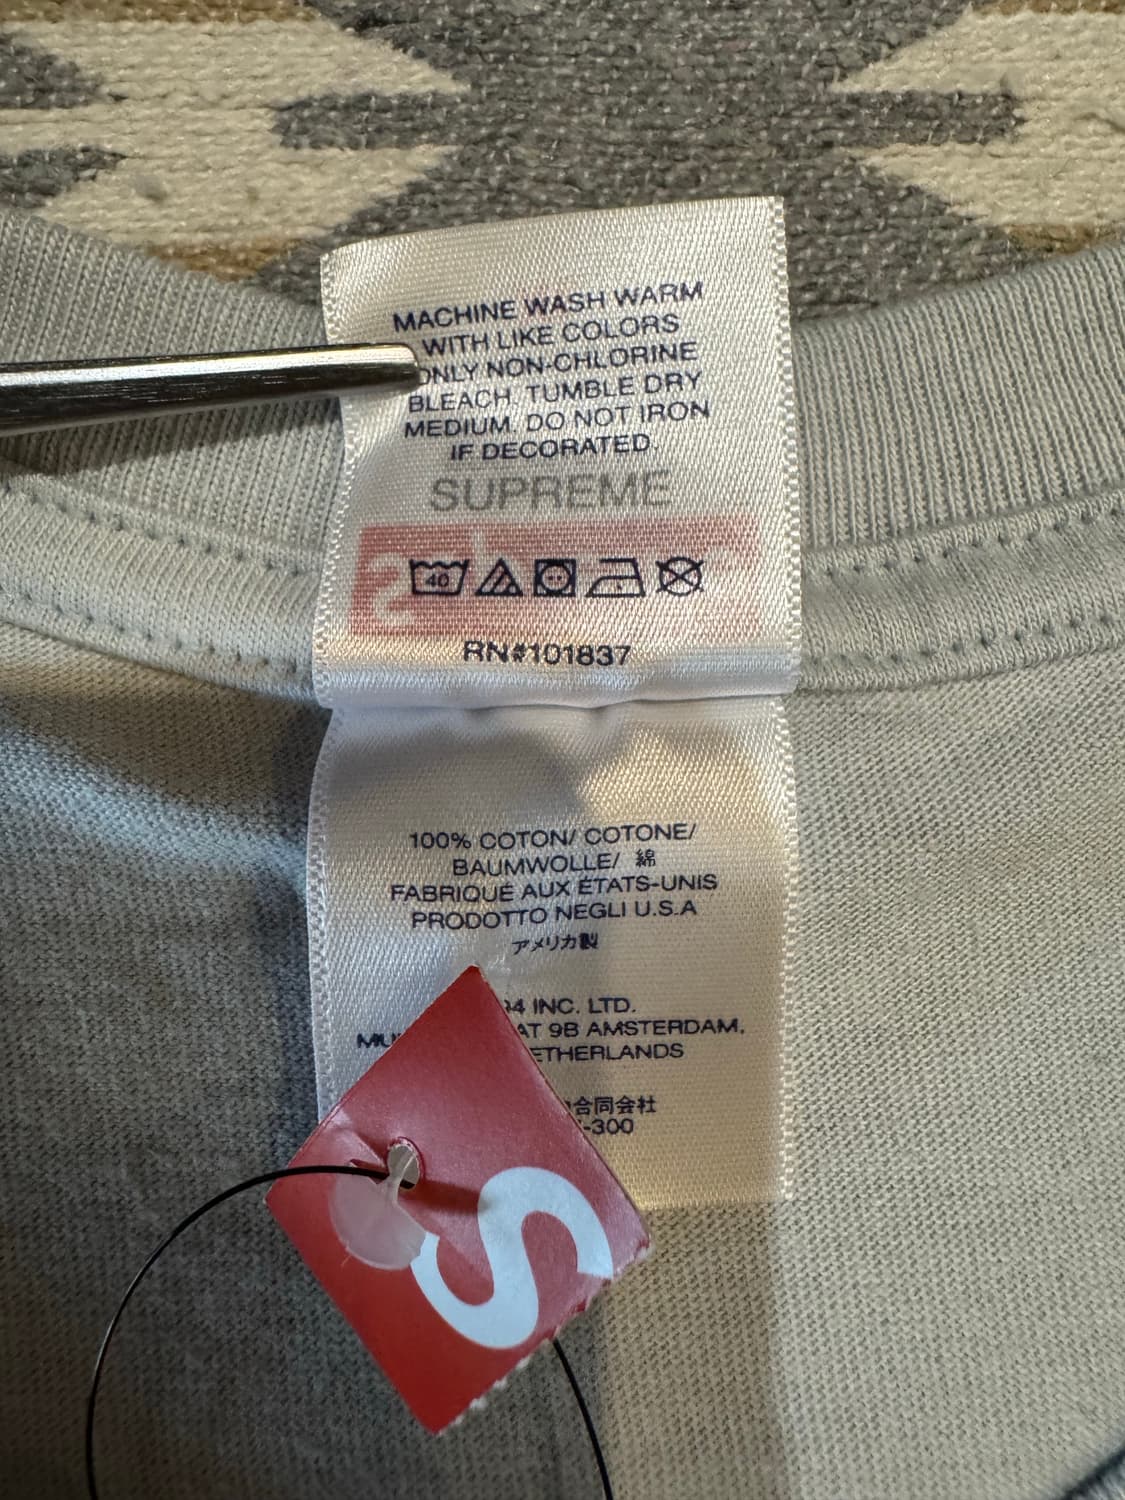 MACHINE WASH WARM
WITH LIKE COLORS
ONLY NON-CHLORINE
BLEACH. TUMBLE DRY
MEDIUM. DO NOT IRON
IF DECORATED.
SUPREME
40
RN#101837
100% COTON/ COTONE/
BAUMWOLLE/ 綿
FABRIQUÉ AUX ÉTATS-UNIS
PRODOTTO NEGLI U.S.A
アメリカ製
INC. LTD.
9B AMSTERDAM,
合同会社
-300
S